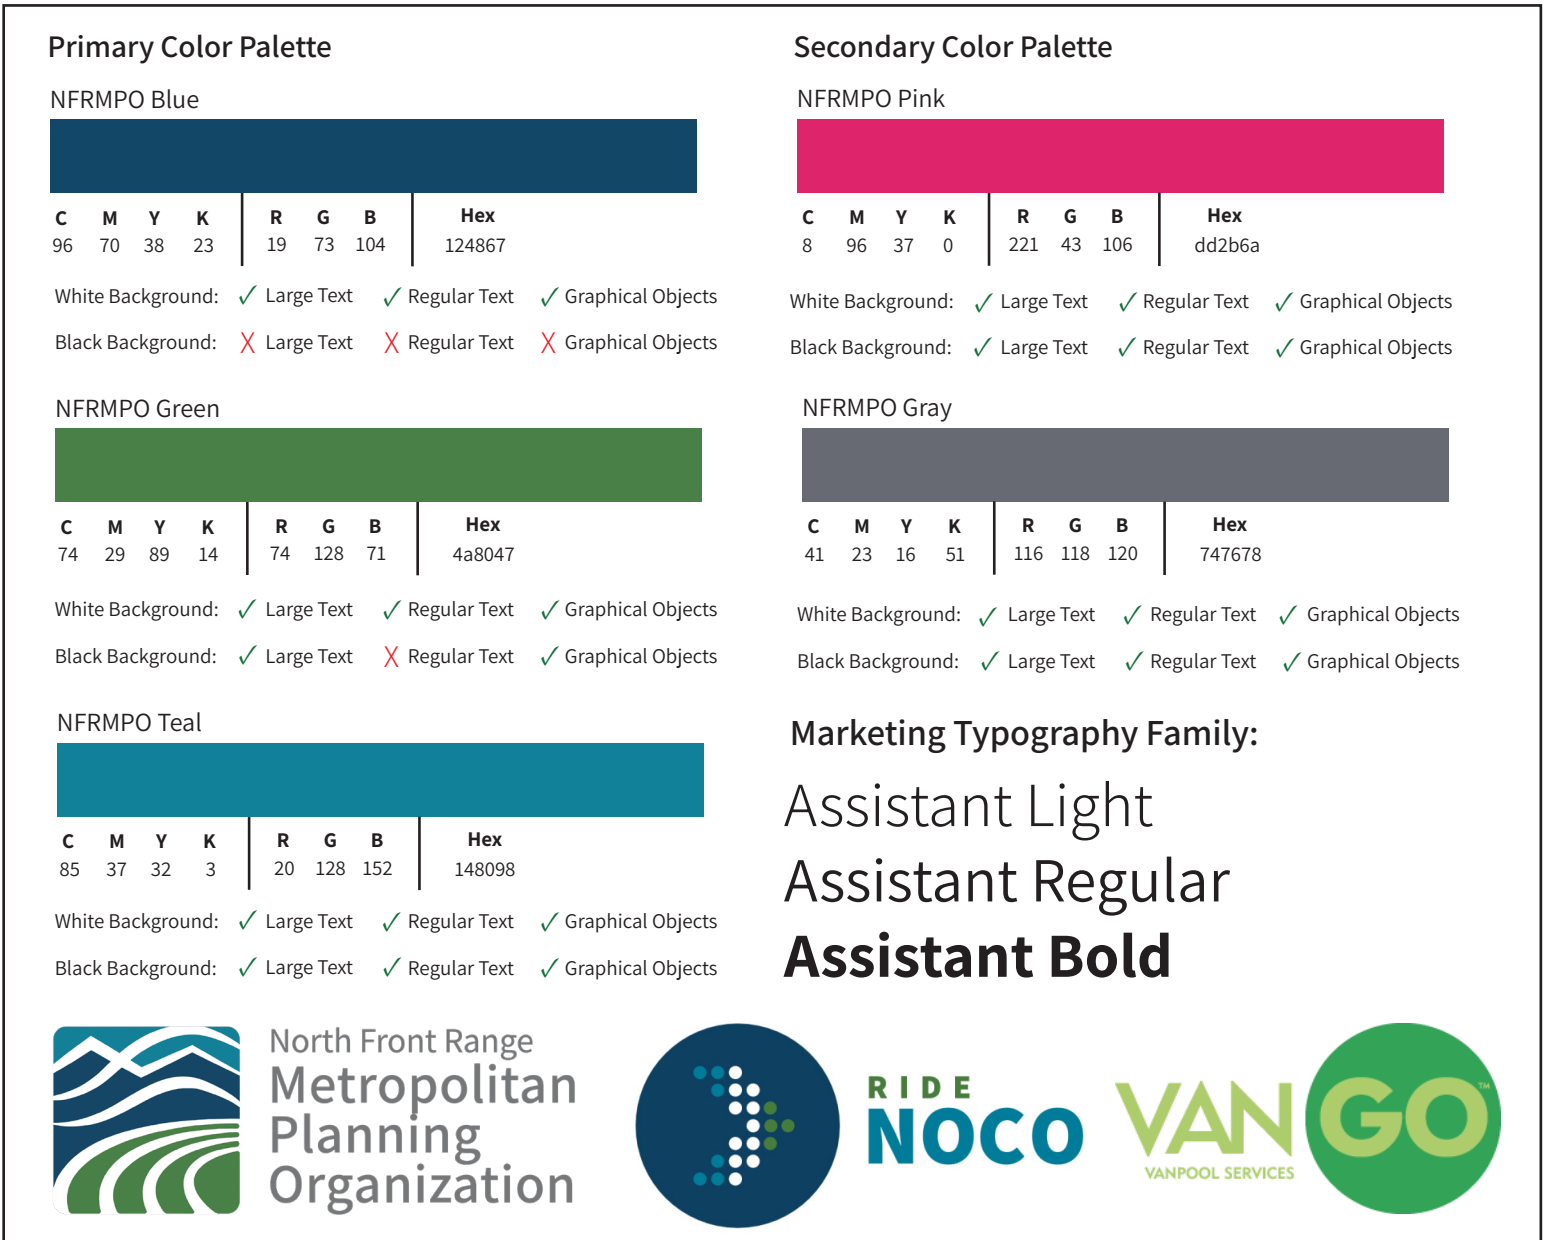 Primary Color Palette
NFRMPO Blue
C M Y K R G B Hex
96 70 38 23 19 73 104 124867
White Background: ✓ Large Text ✓ Regular Text ✓ Graphical Objects
Black Background: X Large Text X Regular Text X Graphical Objects
NFRMPO Green
C M Y K R G B Hex
74 29 89 14 74 128 71 4a8047
White Background: ✓ Large Text ✓ Regular Text ✓ Graphical Objects
Black Background: ✓ Large Text X Regular Text ✓ Graphical Objects
NFRMPO Teal
C M Y K R G B Hex
85 37 32 3 20 128 152 148098
White Background: ✓ Large Text ✓ Regular Text ✓ Graphical Objects
Black Background: ✓ Large Text ✓ Regular Text ✓ Graphical Objects
Secondary Color Palette
NFRMPO Pink
C M Y K R G B Hex
8 96 37 0 221 43 106 dd2b6a
White Background: ✓ Large Text ✓ Regular Text ✓ Graphical Objects
Black Background: ✓ Large Text ✓ Regular Text ✓ Graphical Objects
NFRMPO Gray
C M Y K R G B Hex
41 23 16 51 116 118 120 747678
White Background: ✓ Large Text ✓ Regular Text ✓ Graphical Objects
Black Background: ✓ Large Text ✓ Regular Text ✓ Graphical Objects
Marketing Typography Family:
Assistant Light
Assistant Regular
Assistant Bold
North Front Range
Metropolitan
Planning
Organization
RIDE
NOCO
VANGO™
VANPOOL SERVICES